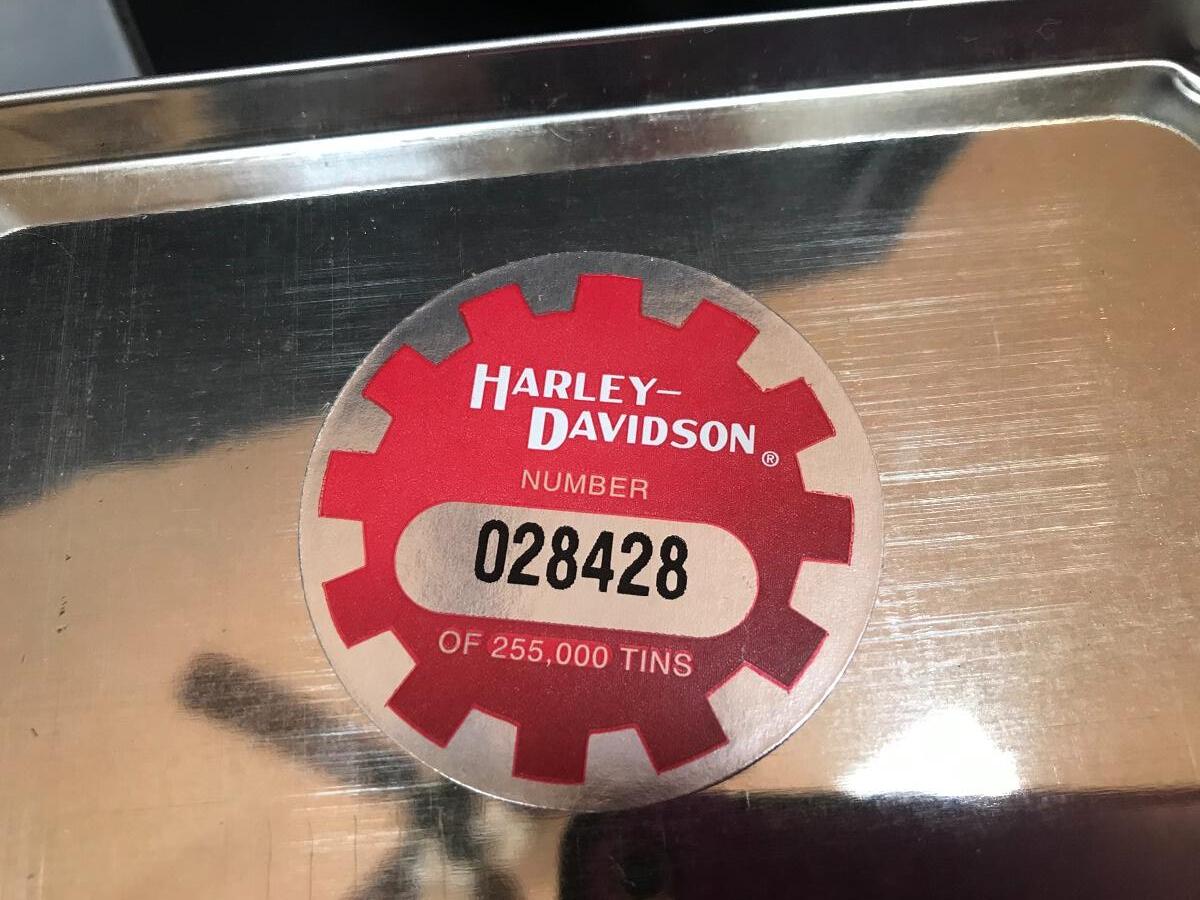 HARLEY-
DAVIDSON®
NUMBER
028428
OF 255,000 TINS